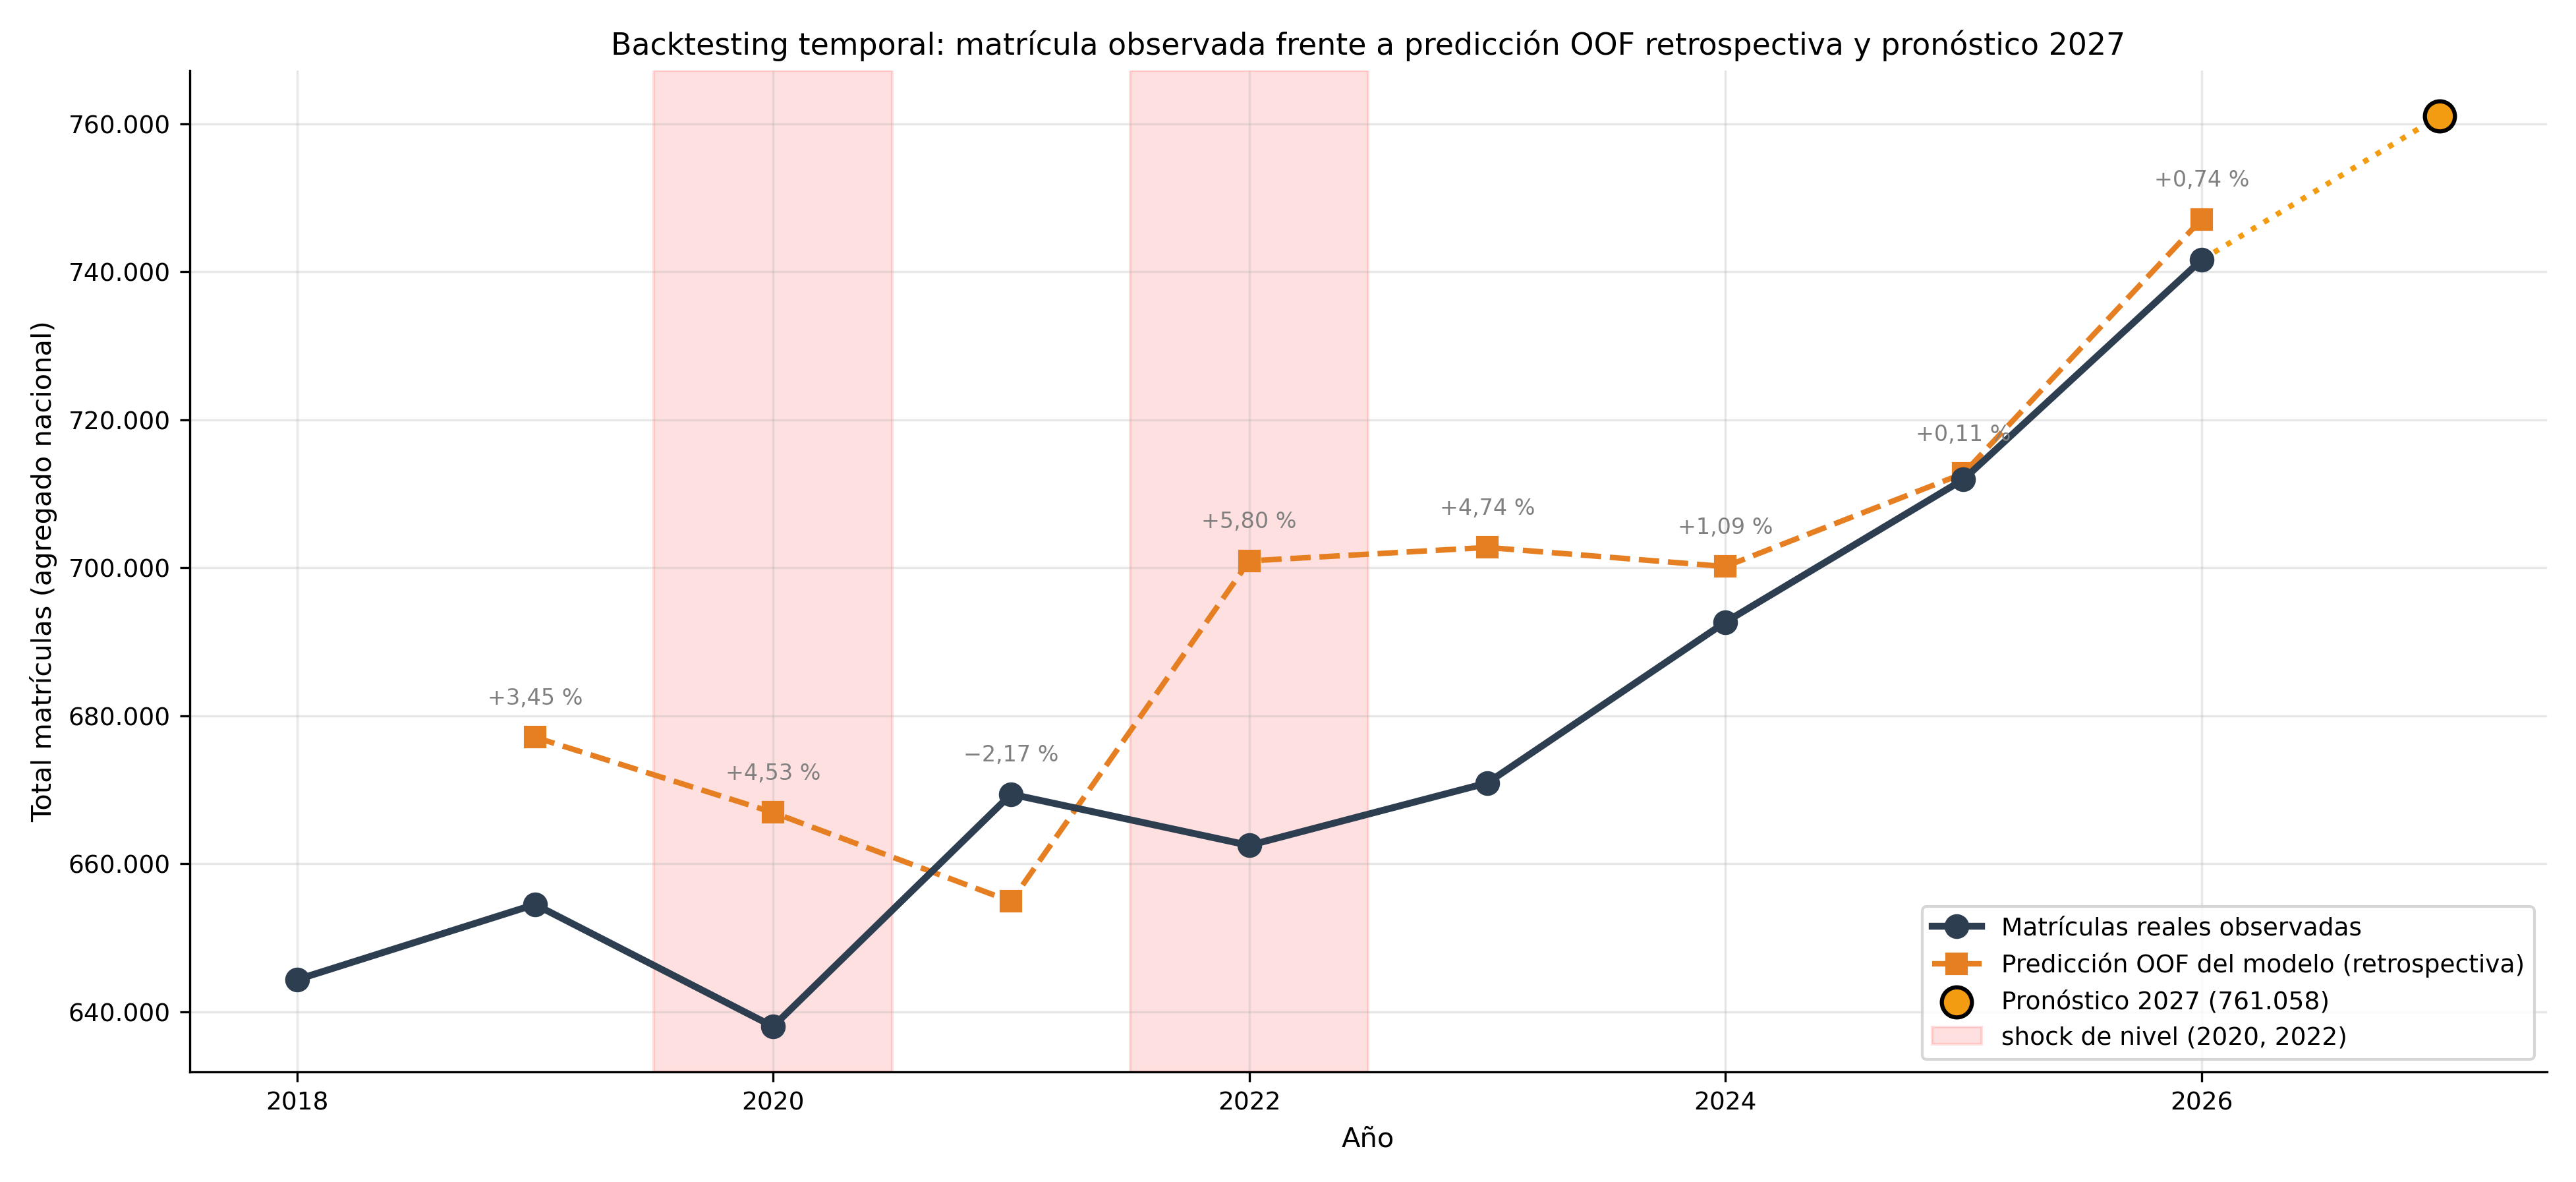 Backtesting temporal: matrícula observada frente a predicción OOF retrospectiva y pronóstico 2027
Total matrículas (agregado nacional)
760.000
740.000
720.000
700.000
680.000
660.000
640.000
+3,45 %
+4,53 %
−2,17 %
+5,80 %
+4,74 %
+1,09 %
+0,11 %
+0,74 %
Matrículas reales observadas
Predicción OOF del modelo (retrospectiva)
Pronóstico 2027 (761.058)
shock de nivel (2020, 2022)
2018
2020
2022
2024
2026
Año